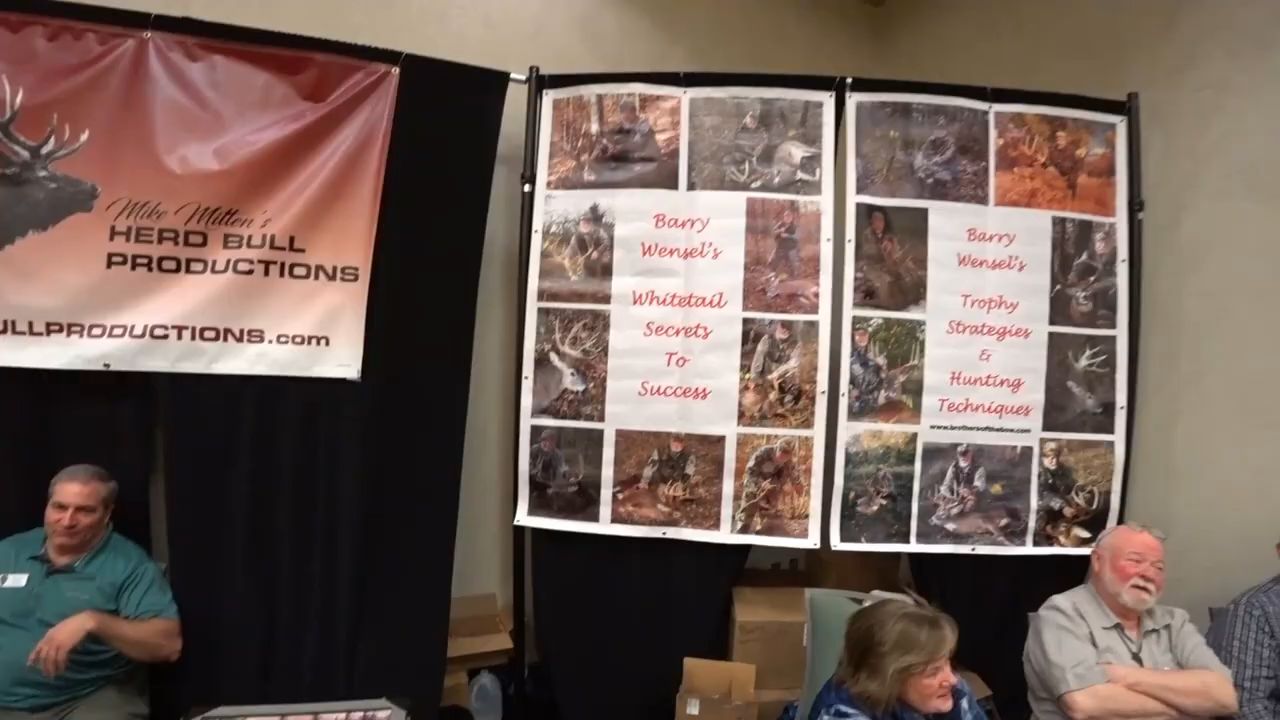 Mike Mitten's
HERD BULL
PRODUCTIONS
ULLPRODUCTIONS.com
Barry
Wensel's
Whitetail
Secrets
To
Success
Barry
Wensel's
Trophy
Strategies
&
Hunting
Techniques
www.brothersofthebow.com